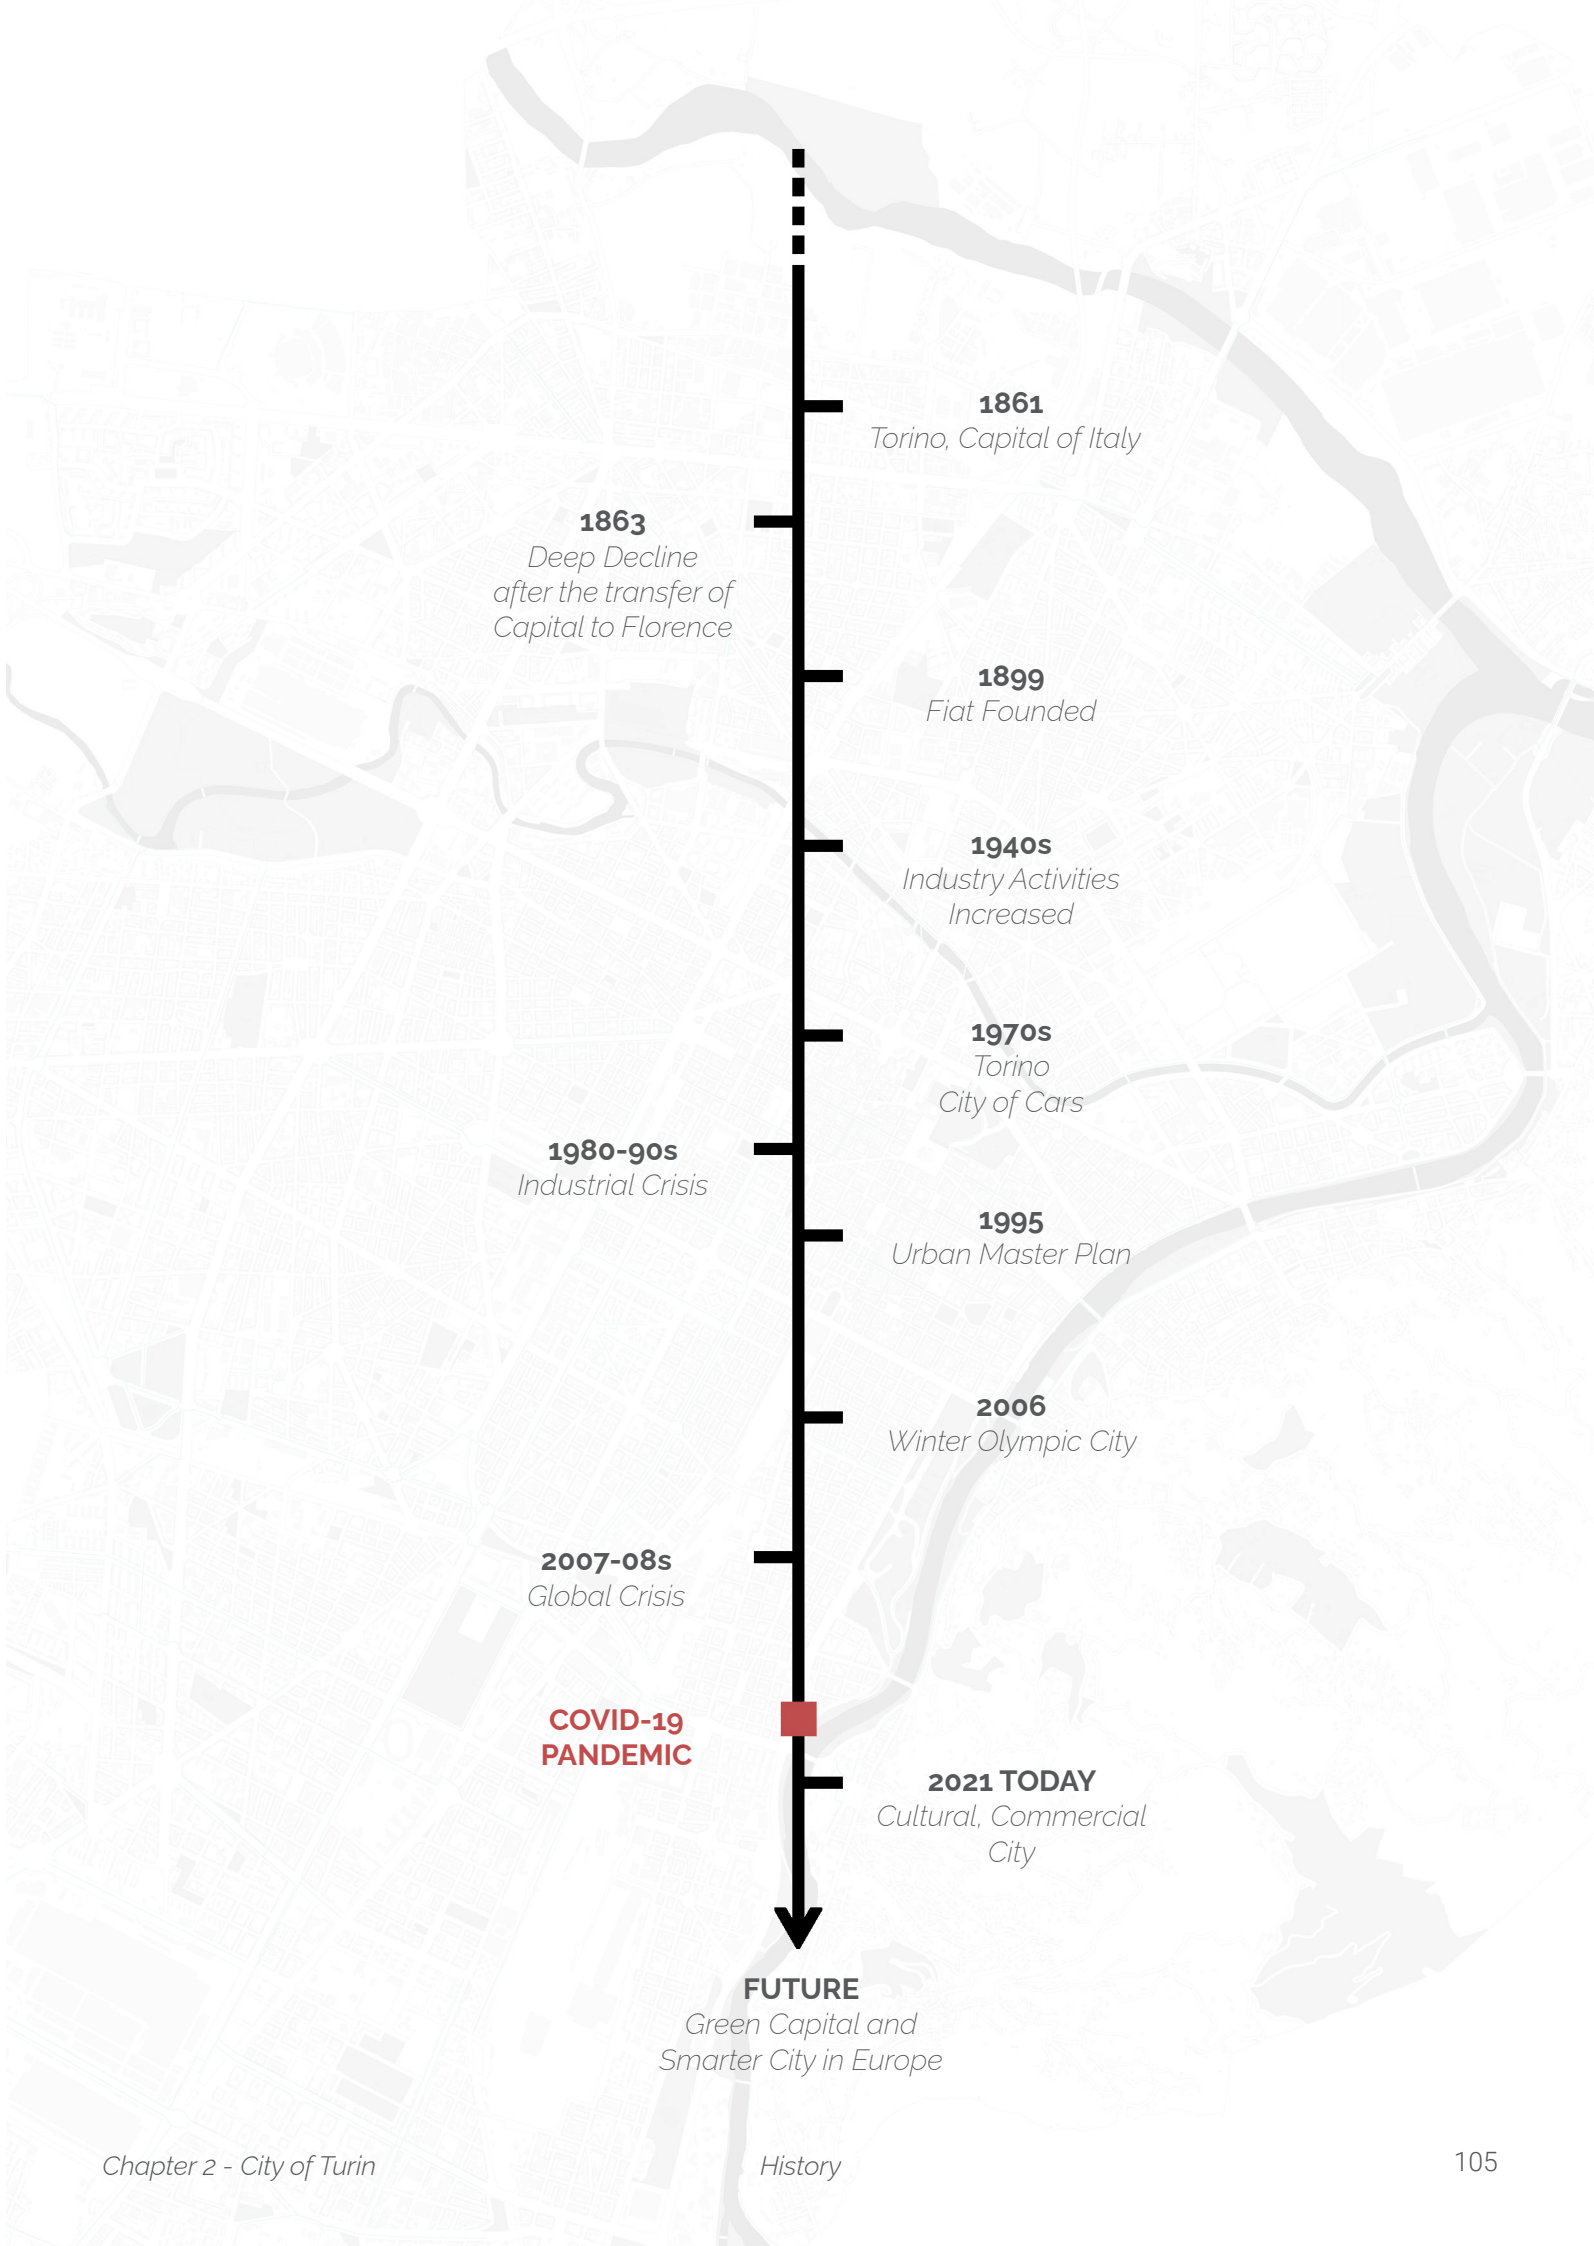 1861
Torino, Capital of Italy
1863
Deep Decline
after the transfer of
Capital to Florence
1899
Fiat Founded
1940s
Industry Activities
Increased
1970s
Torino
City of Cars
1980-90s
Industrial Crisis
1995
Urban Master Plan
2006
Winter Olympic City
2007-08s
Global Crisis
COVID-19
PANDEMIC
2021 TODAY
Cultural, Commercial
City
FUTURE
Green Capital and
Smarter City in Europe
Chapter 2 - City of Turin
History
105